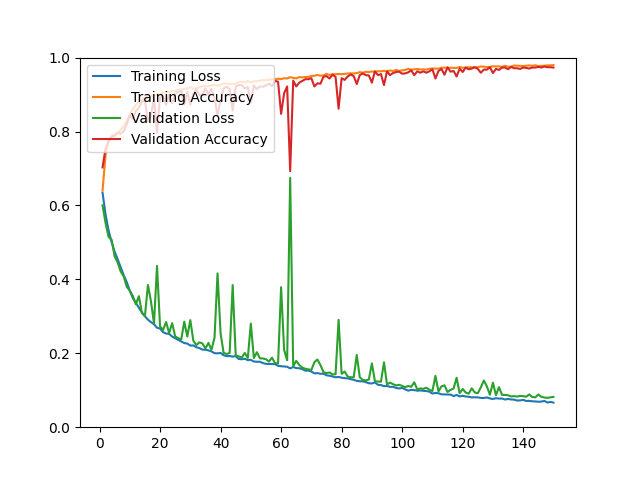 1.0
Training Loss
Training Accuracy
Validation Loss
Validation Accuracy
0.8
0.6
0.4
0.2
0.0
0 20 40 60 80 100 120 140